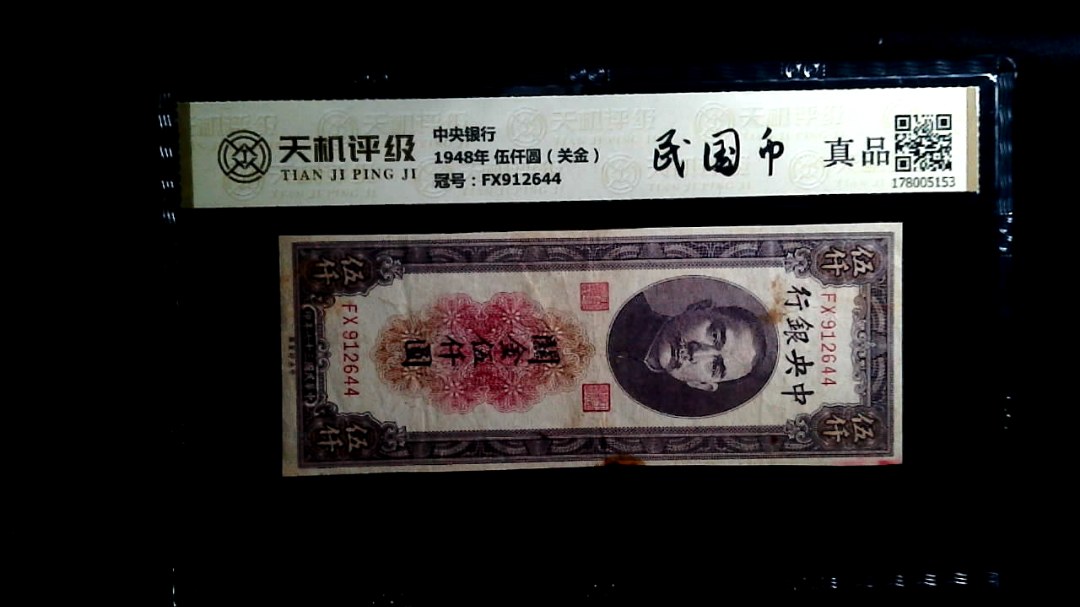 天机评级
TIAN JI PING JI
中央银行
1948年 伍仟圆（关金）
冠号：FX912644
民国币
真品
178005153
行銀央中
FX912644
FX912644
關金伍仟圓
伍仟
伍仟
伍仟
伍仟